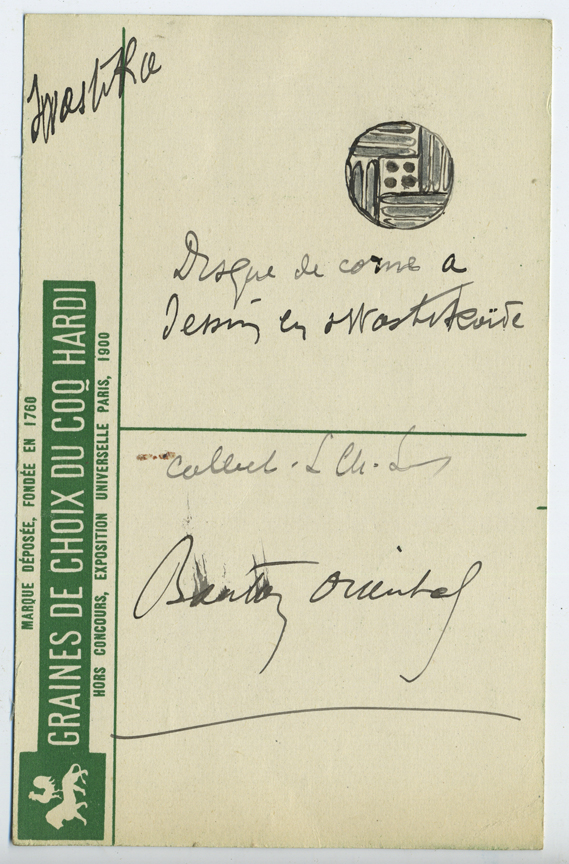 Swastika
Disque de corne a
dessin en swastikoïde
Collect. L Ch.
Bantou oriental
MARQUE DÉPOSÉE, FONDÉE EN 1760
GRAINES DE CHOIX DU COQ HARDI
HORS CONCOURS, EXPOSITION UNIVERSELLE PARIS, 1900